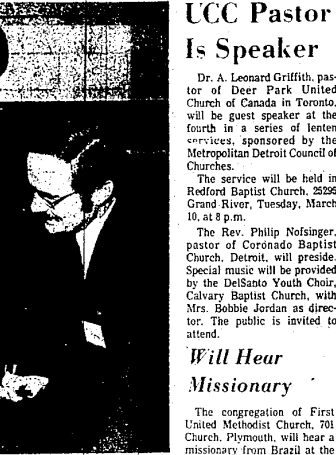 UCC Pastor
Is Speaker
Dr. A. Leonard Griffith, pas-
tor of Deer Park United
Church of Canada in Toronto,
will be guest speaker at the
fourth in a series of lenten
services, sponsored by the
Metropolitan Detroit Council of
Churches.
The service will be held in
Redford Baptist Church, 25295
Grand River, Tuesday, March
10, at 8 p.m.
The Rev. Philip Nofsinger,
pastor of Coronado Baptist
Church, Detroit, will preside.
Special music will be provided
by the DelSanto Youth Choir,
Calvary Baptist Church, with
Mrs. Bobbie Jordan as direc-
tor. The public is invited to
attend.
Will Hear
Missionary
The congregation of First
United Methodist Church, 701
Church, Plymouth, will hear a
missionary from Brazil at the